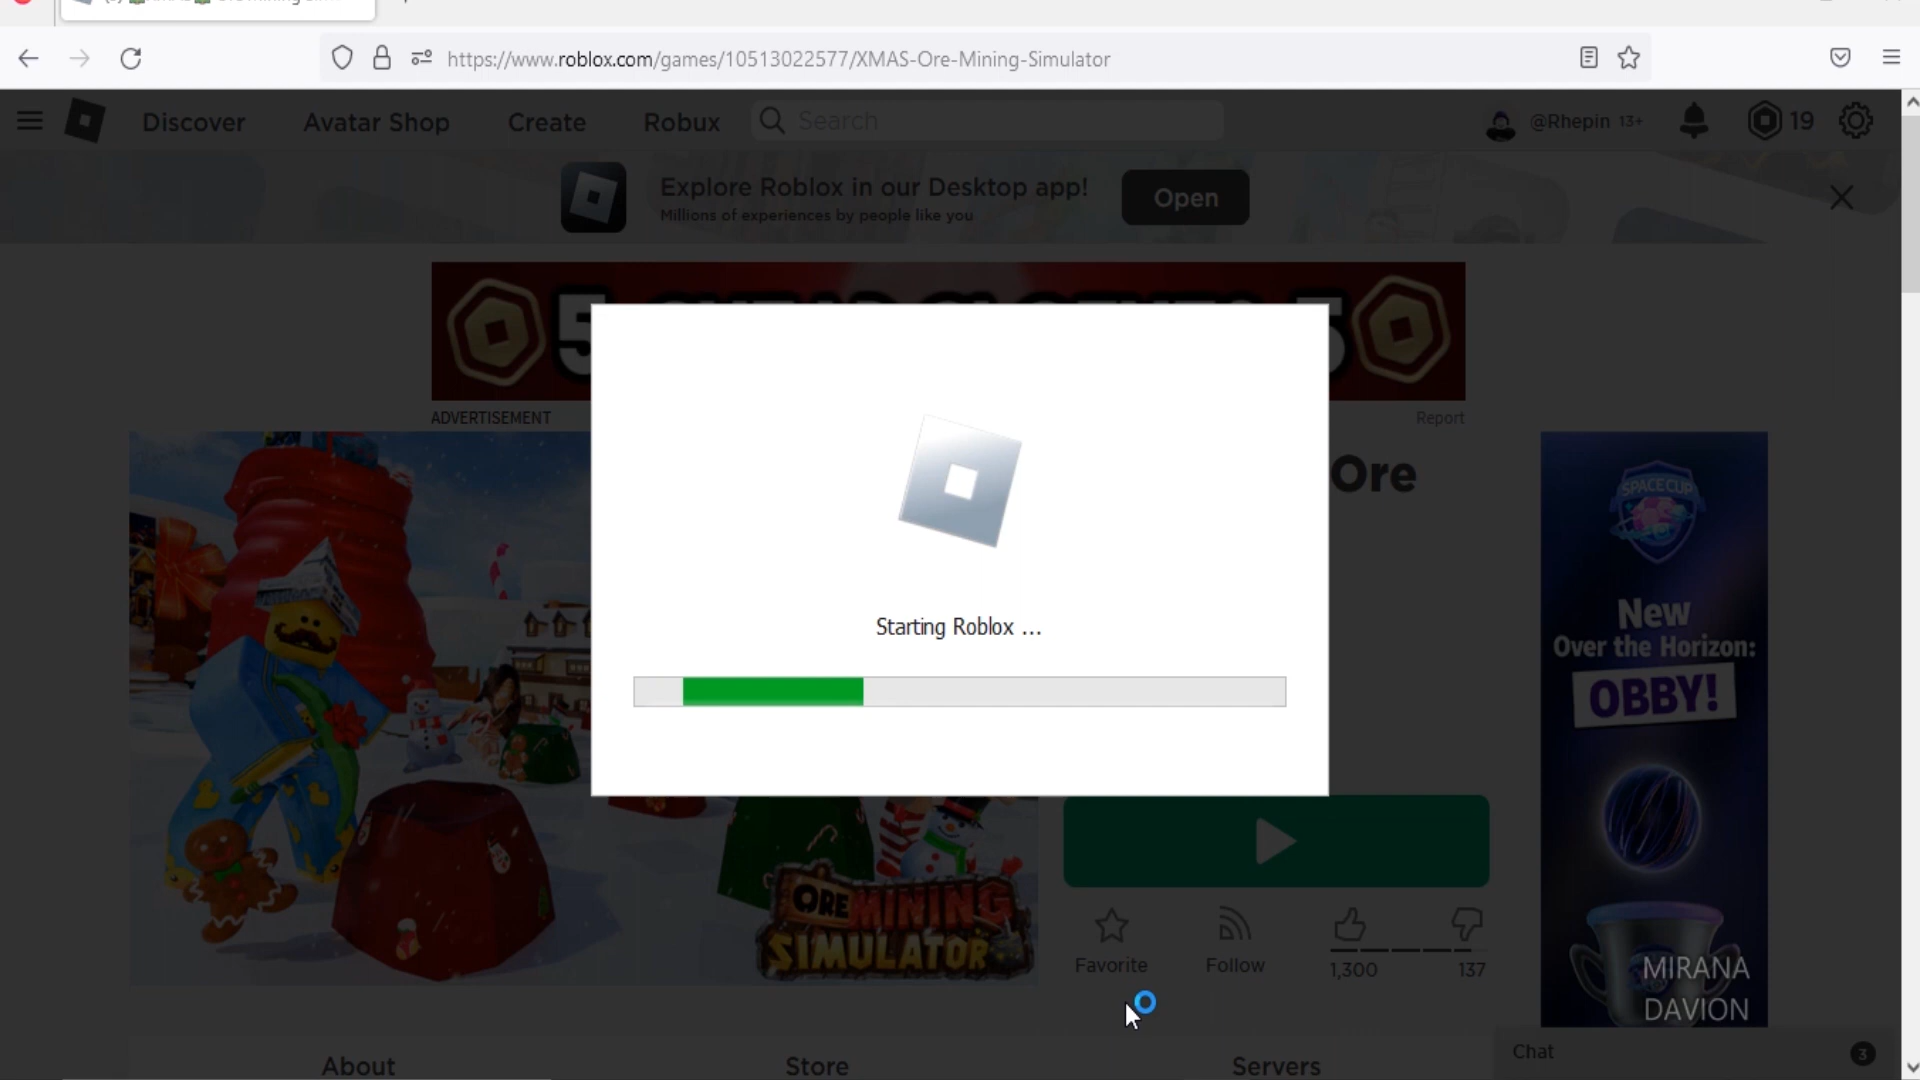 https://www.roblox.com/games/10513022577/XMAS-Ore-Mining-Simulator
Discover
Avatar Shop
Create
Robux
Search
@Rhepin 13+
19
Explore Roblox in our Desktop app!
Millions of experiences by people like you
Open
ADVERTISEMENT
Report
Ore
Starting Roblox ...
ORE MINING
SIMULATOR
Favorite
Follow
1,300
137
SPACE CUP
New
Over the Horizon:
OBBY!
MIRANA
DAVION
About
Store
Servers
Chat
3